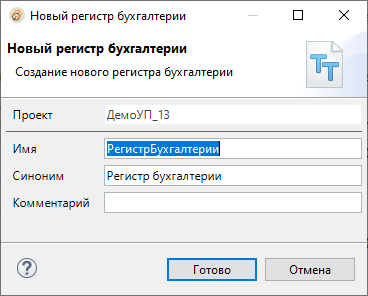 Новый регистр бухгалтерии
Новый регистр бухгалтерии
Создание нового регистра бухгалтерии
Проект ДемоУП_13
Имя РегистрБухгалтерии
Синоним Регистр бухгалтерии
Комментарий
? Готово Отмена